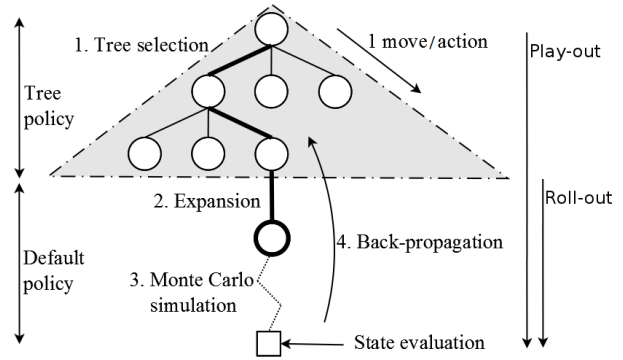 1. Tree selection
1 move/action
Play-out
Tree
policy
2. Expansion
Roll-out
4. Back-propagation
Default
policy
3. Monte Carlo
simulation
State evaluation